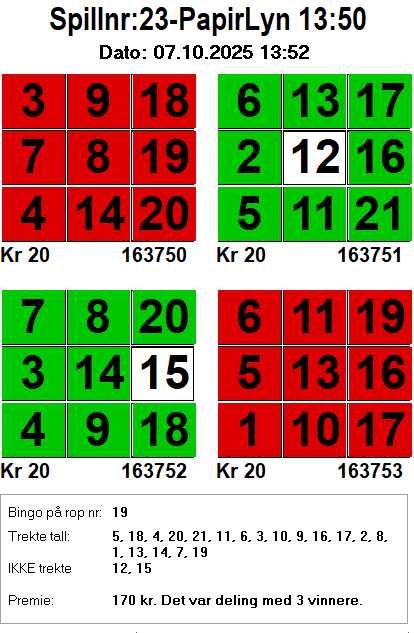 Spillnr:23-PapirLyn 13:50
Dato: 07.10.2025 13:52
3 9 18 6 13 17
7 8 19 2 12 16
4 14 20 5 11 21
Kr 20 163750 Kr 20 163751
7 8 20 6 11 19
3 14 15 5 13 16
4 9 18 1 10 17
Kr 20 163752 Kr 20 163753
Bingo på rop nr: 19
Trekte tall: 5, 18, 4, 20, 21, 11, 6, 3, 10, 9, 16, 17, 2, 8,
1, 13, 14, 7, 19
IKKE trekte 12, 15
Premie: 170 kr. Det var deling med 3 vinnere.